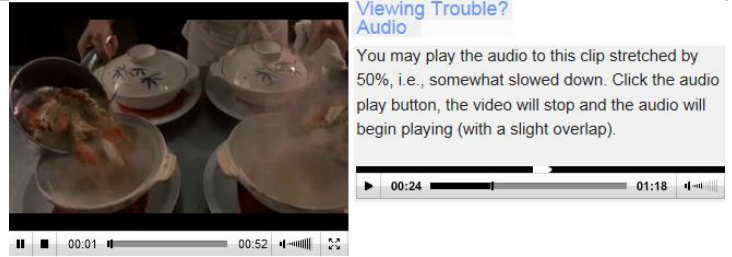 Viewing Trouble?
Audio
You may play the audio to this clip stretched by
50%, i.e., somewhat slowed down. Click the audio
play button, the video will stop and the audio will
begin playing (with a slight overlap).
00:24 01:18
00:01 00:52